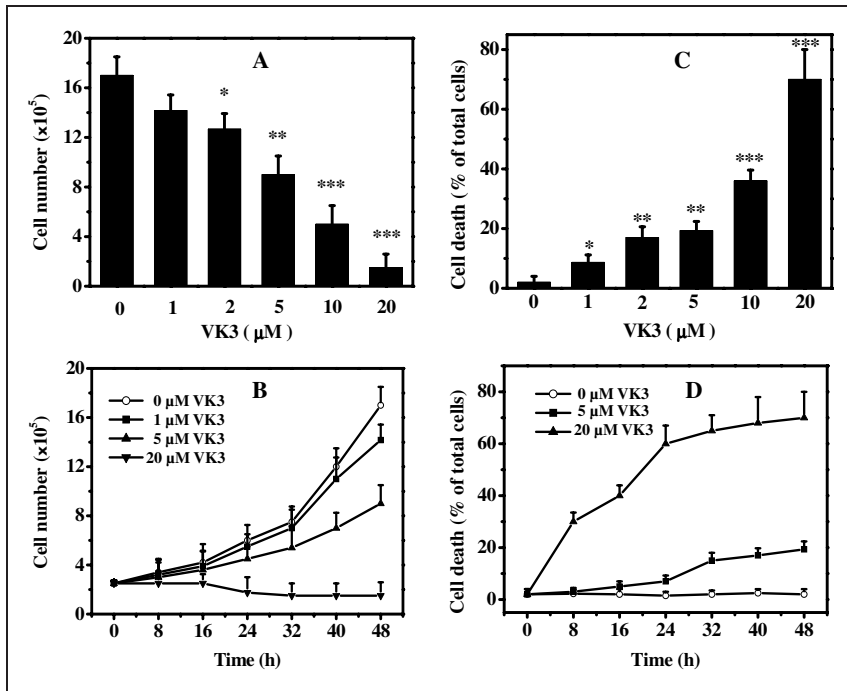 A
Cell number (×10⁵)
20
16
12
8
4
0
*
**
***
***
0 1 2 5 10 20
VK3 ( µM )
C
Cell death (% of total cells)
80
60
40
20
0
*
**
**
***
***
0 1 2 5 10 20
VK3 ( µM )
B
Cell number (×10⁵)
20
16
12
8
4
0
0 µM VK3
1 µM VK3
5 µM VK3
20 µM VK3
0 8 16 24 32 40 48
Time (h)
D
Cell death (% of total cells)
80
60
40
20
0
0 µM VK3
5 µM VK3
20 µM VK3
0 8 16 24 32 40 48
Time (h)